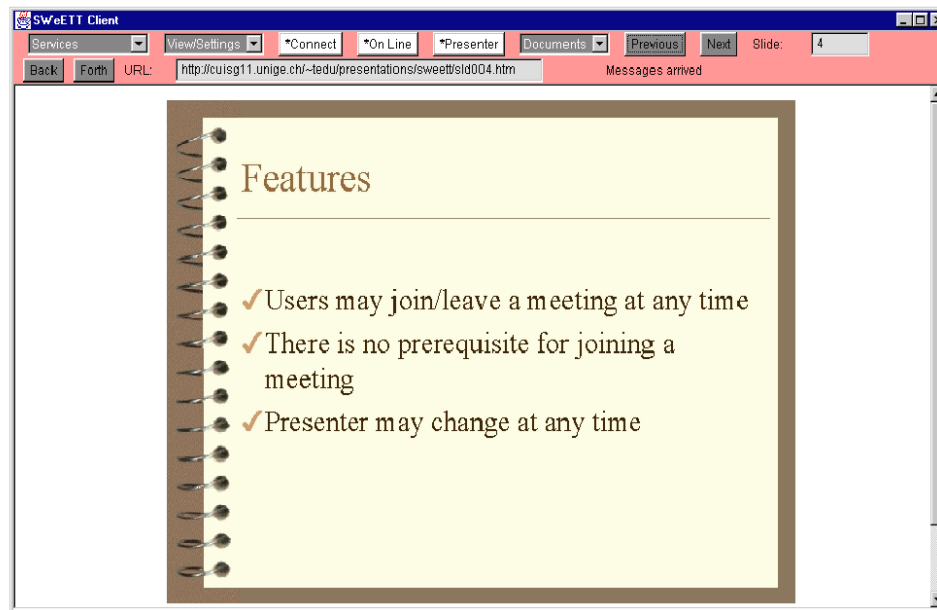 SWeETT Client
Services View/Settings *Connect *On Line *Presenter Documents Previous Next Slide: 4
Back Forth URL: http://cuisg11.unige.ch/~tedu/presentations/sweett/sld004.htm Messages arrived
Features
Users may join/leave a meeting at any time
There is no prerequisite for joining a
meeting
Presenter may change at any time